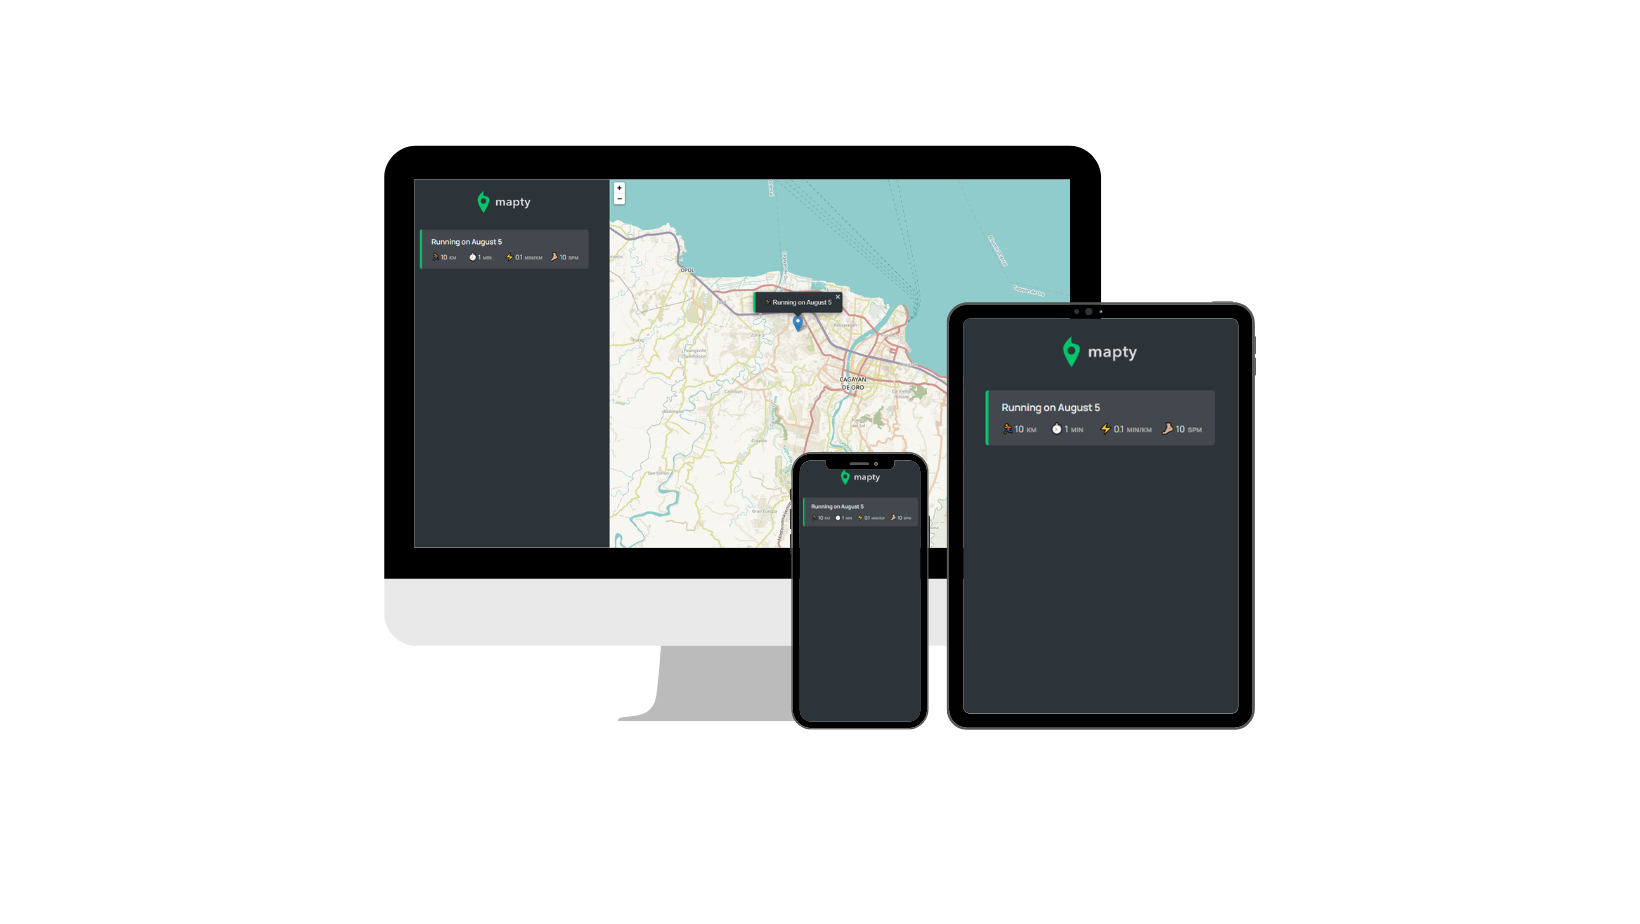 mapty
Running on August 5
10 KM 1 MIN 0.1 MIN/KM 10 SPM
+
−
OPOL
Running on August 5 ×
CAGAYAN
DE ORO
mapty
Running on August 5
10 KM 1 MIN 0.1 MIN/KM 10 SPM
mapty
Running on August 5
10 KM 1 MIN 0.1 MIN/KM 10 SPM